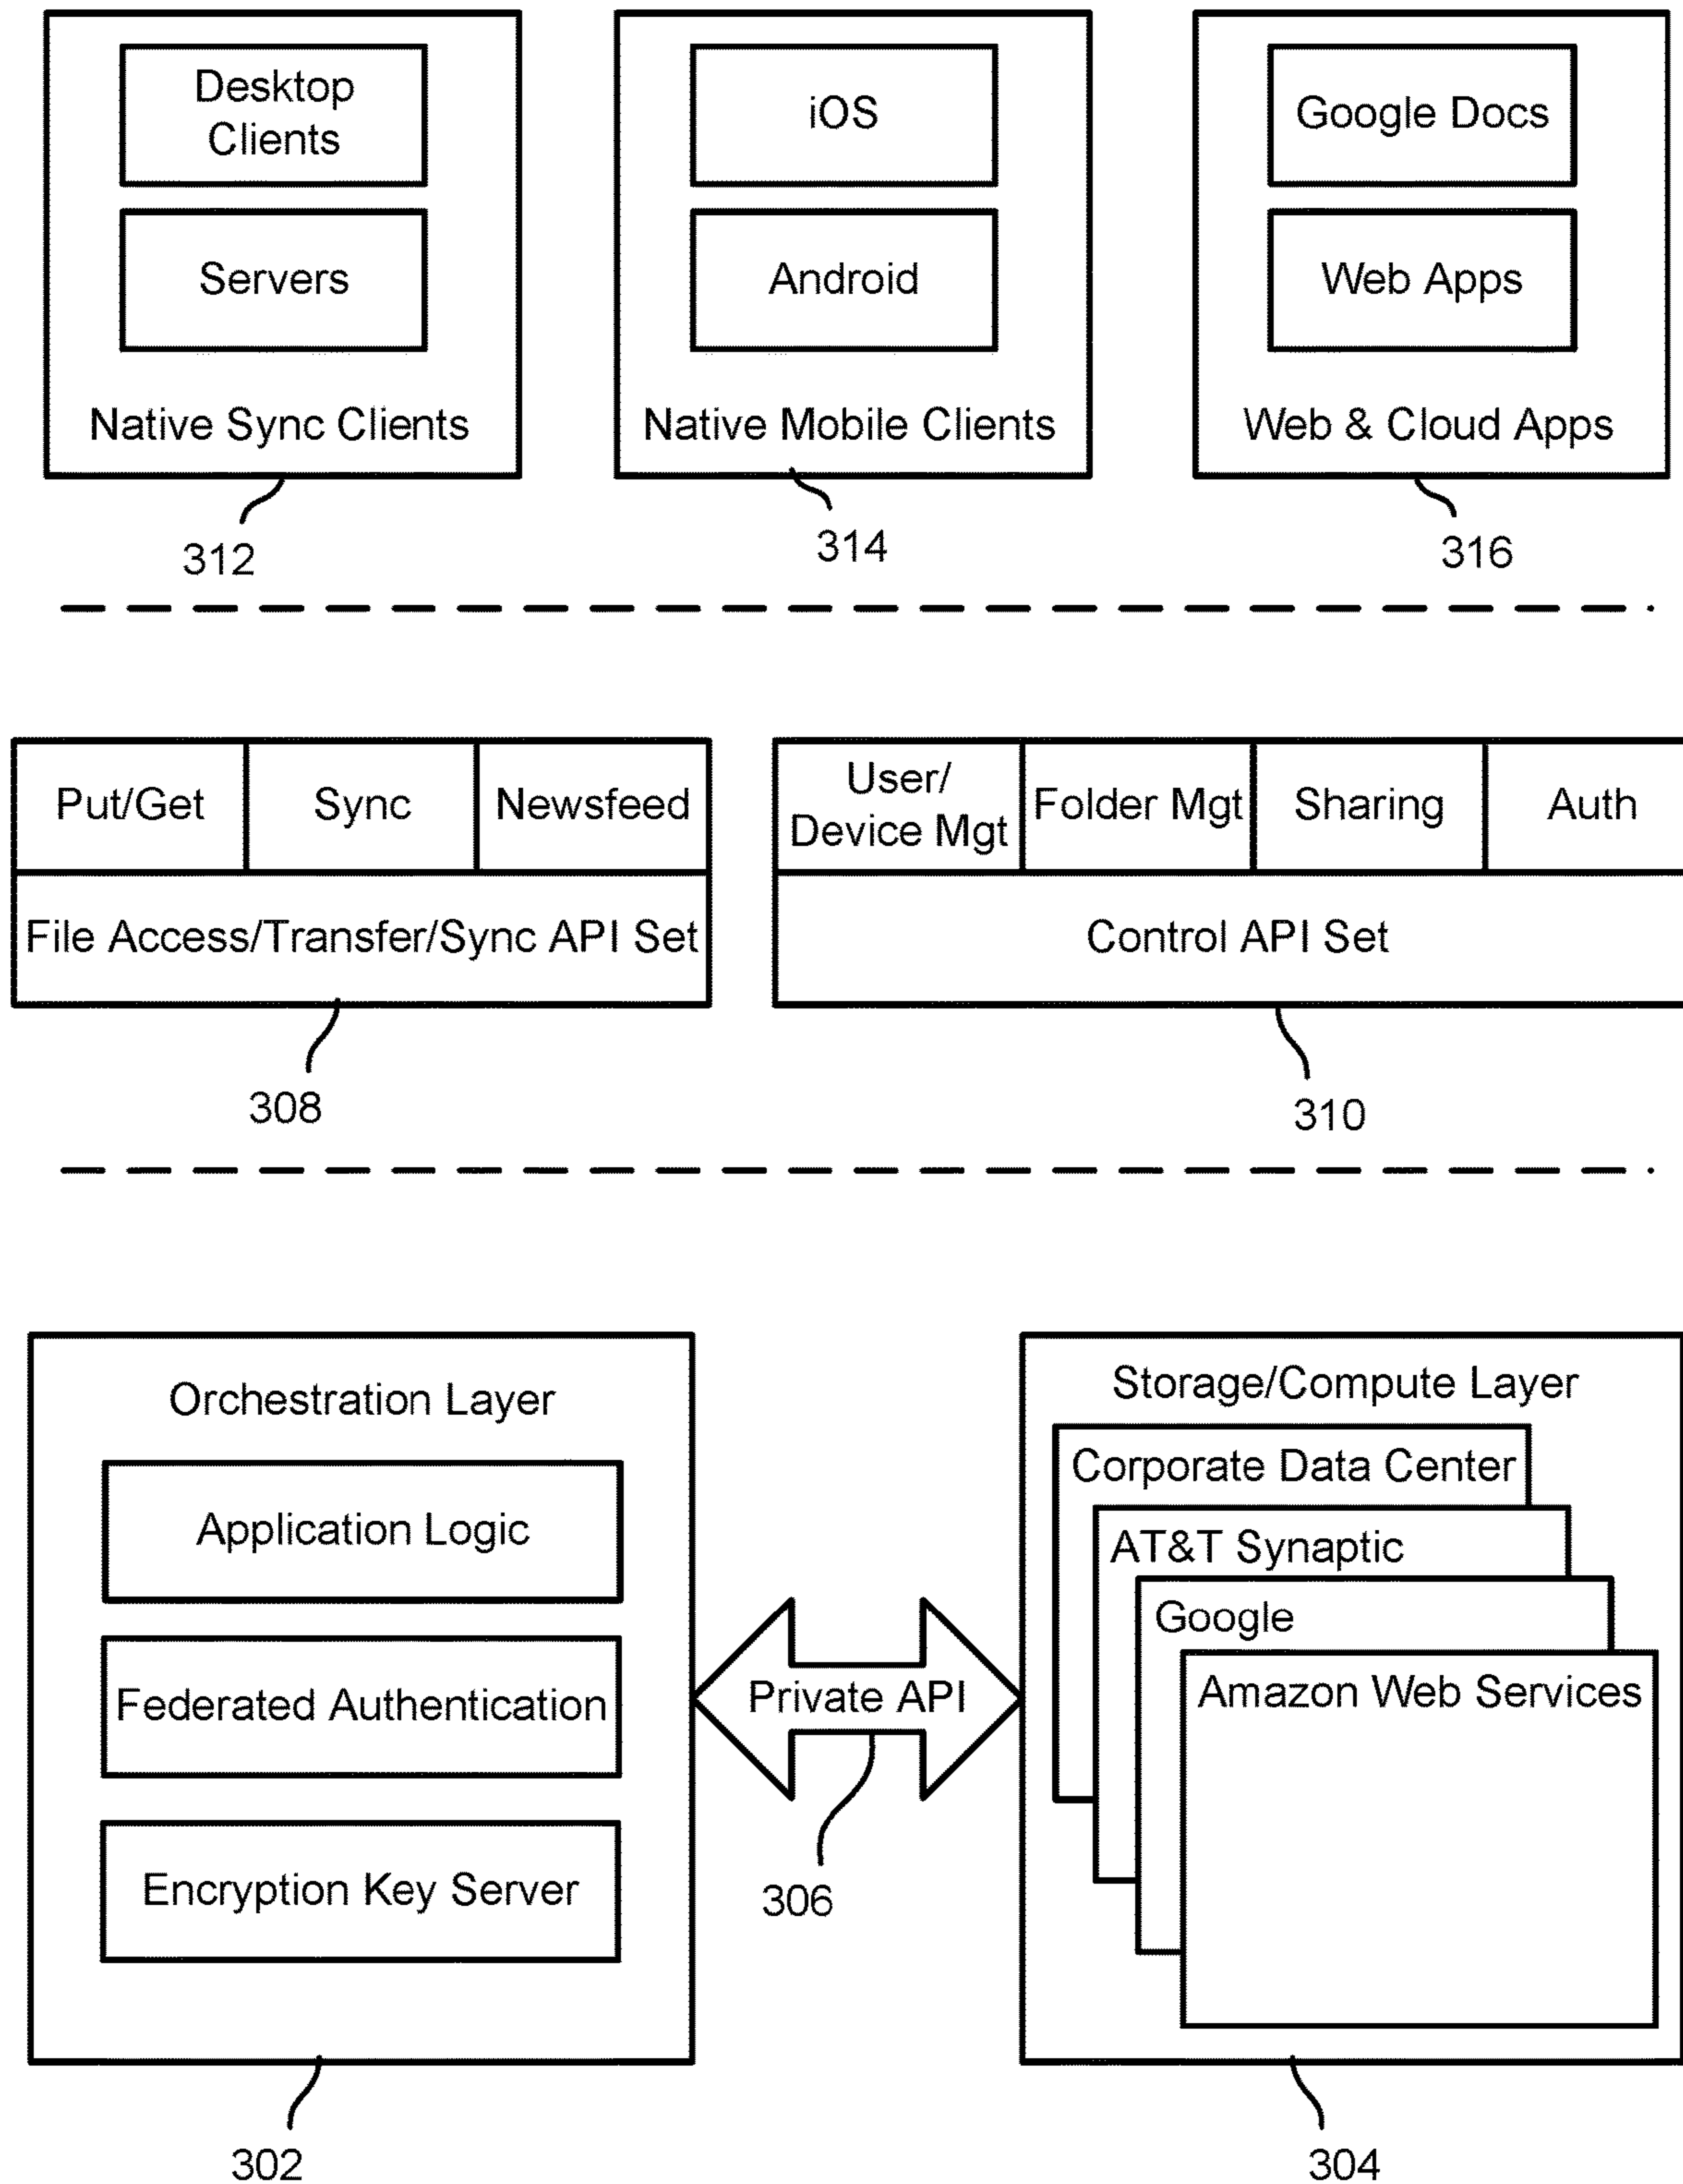 Desktop
Clients
Servers
Native Sync Clients
312
iOS
Android
Native Mobile Clients
314
Google Docs
Web Apps
Web & Cloud Apps
316
Put/Get
Sync
Newsfeed
File Access/Transfer/Sync API Set
308
User/
Device Mgt
Folder Mgt
Sharing
Auth
Control API Set
310
Orchestration Layer
Application Logic
Federated Authentication
Encryption Key Server
302
Private API
306
Storage/Compute Layer
Corporate Data Center
AT&T Synaptic
Google
Amazon Web Services
304